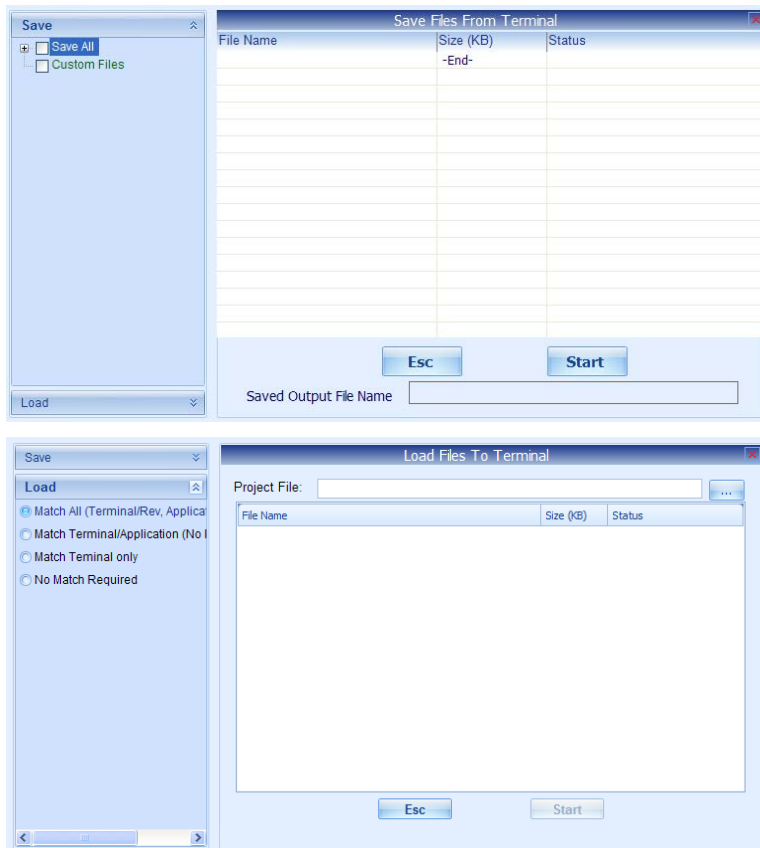 Save
Save All
Custom Files
Load
Save Files From Terminal
File Name Size (KB) Status
-End-
Esc Start
Saved Output File Name
Save
Load
Match All (Terminal/Rev, Applicat
Match Terminal/Application (No
Match Teminal only
No Match Required
Load Files To Terminal
Project File: ...
File Name Size (KB) Status
Esc Start